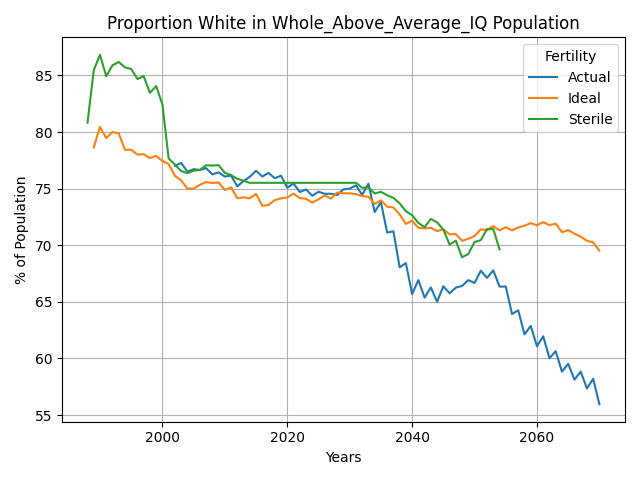 Proportion White in Whole_Above_Average_IQ Population
Fertility
Actual
Ideal
Sterile
% of Population
85
80
75
70
65
60
55
2000
2020
2040
2060
Years